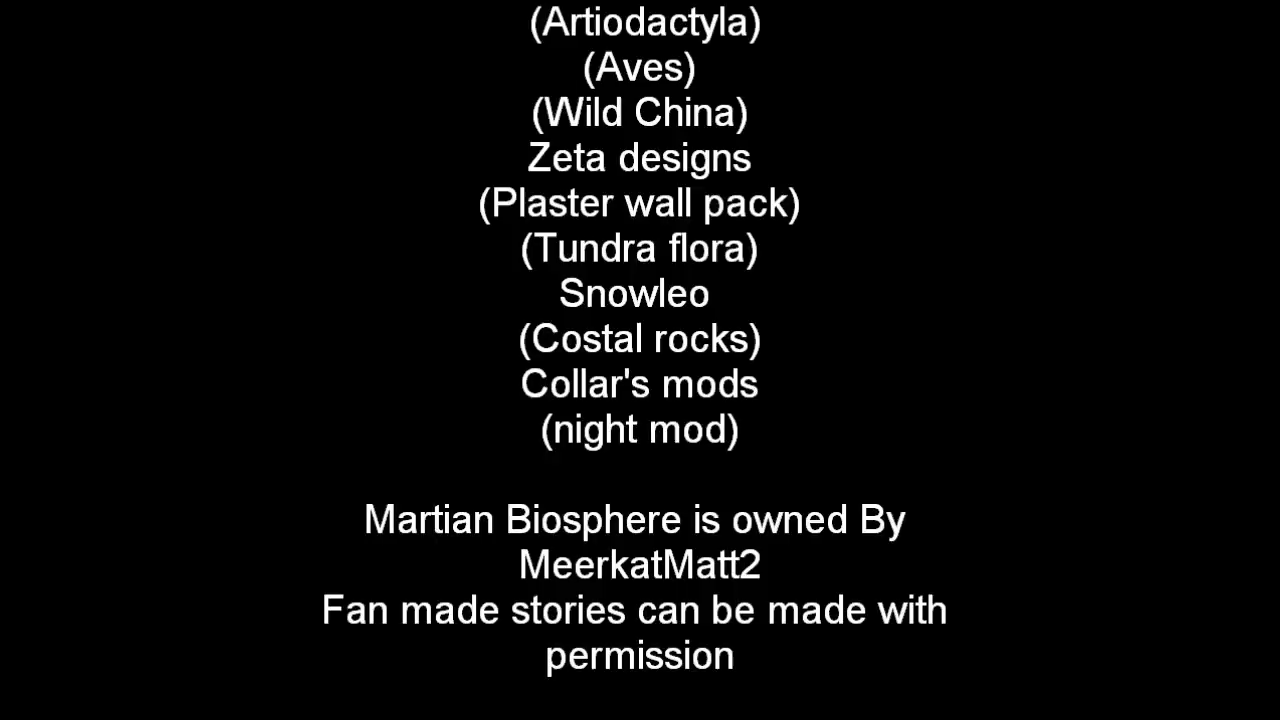 (Artiodactyla)
(Aves)
(Wild China)
Zeta designs
(Plaster wall pack)
(Tundra flora)
Snowleo
(Costal rocks)
Collar's mods
(night mod)
Martian Biosphere is owned By
MeerkatMatt2
Fan made stories can be made with
permission